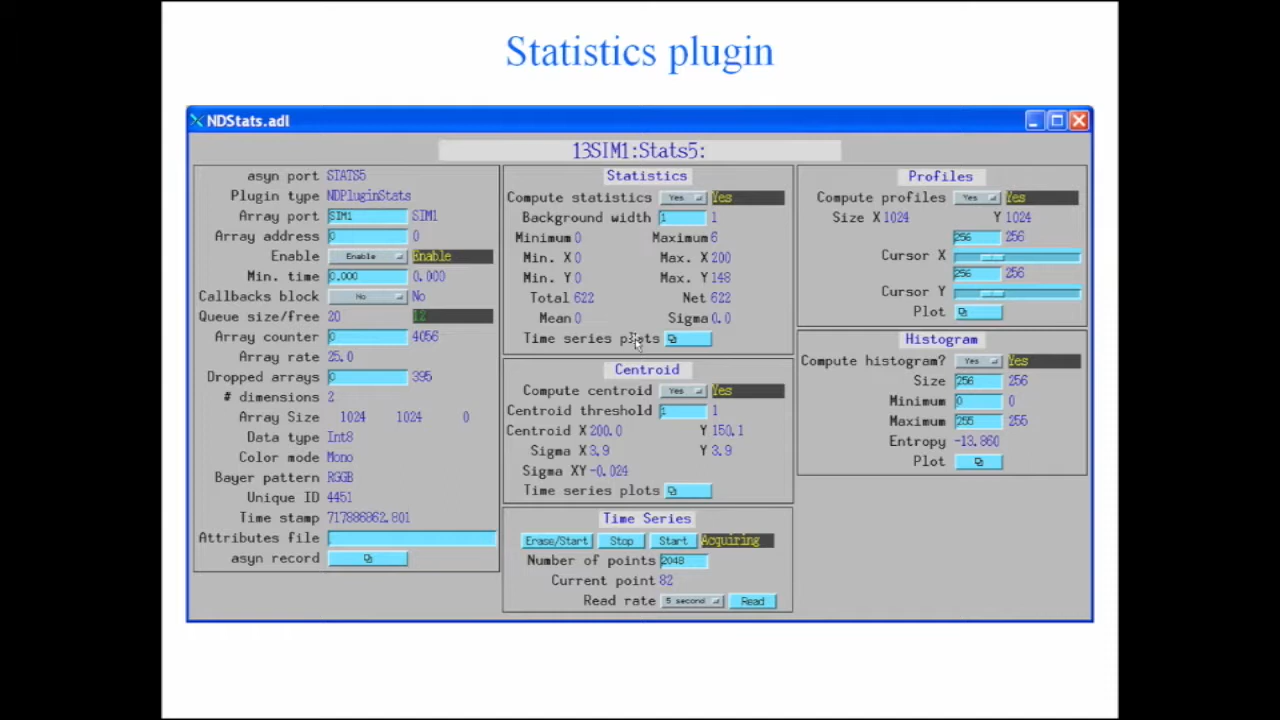 Statistics plugin
NDStats.adl
13SIM1:Stats5:
asyn port STATS5
Plugin type NDPluginStats
Array port SIM1 SIM1
Array address 0 0
Enable Enable Enable
Min. time 0.000 0.000
Callbacks block No No
Queue size/free 20 12
Array counter 0 4056
Array rate 25.0
Dropped arrays 0 395
# dimensions 2
Array Size 1024 1024 0
Data type Int8
Color mode Mono
Bayer pattern RGGB
Unique ID 4451
Time stamp 717886862.801
Attributes file
asyn record
Statistics
Compute statistics Yes Yes
Background width 1 1
Minimum 0 Maximum 6
Min. X 0 Max. X 200
Min. Y 0 Max. Y 148
Total 622 Net 622
Mean 0 Sigma 0.0
Time series plots
Centroid
Compute centroid Yes Yes
Centroid threshold 1 1
Centroid X 200.0 Y 150.1
Sigma X 3.9 Y 3.9
Sigma XY -0.024
Time series plots
Time Series
Erase/Start Stop Start Acquiring
Number of points 2048
Current point 82
Read rate 5 second Read
Profiles
Compute profiles Yes Yes
Size X 1024 Y 1024
256 256
Cursor X
256 256
Cursor Y
Plot
Histogram
Compute histogram? Yes Yes
Size 256 256
Minimum 0 0
Maximum 255 255
Entropy -13.860
Plot